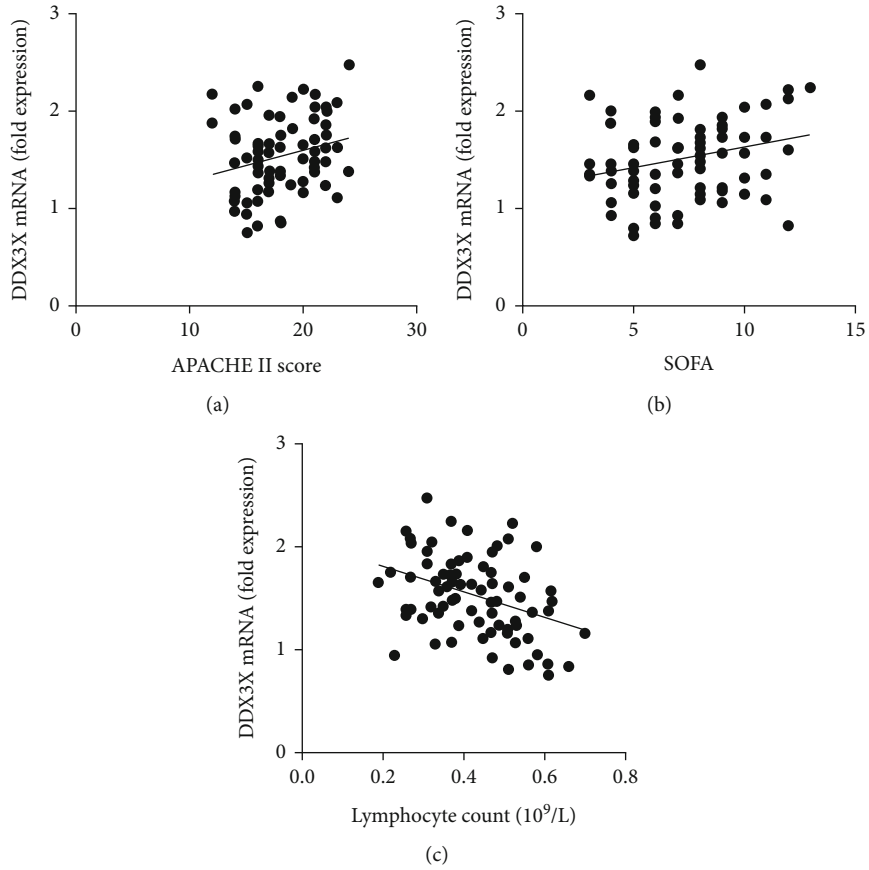 DDX3X mRNA (fold expression)
3
2
1
0
0 10 20 30
APACHE II score
(a)
DDX3X mRNA (fold expression)
3
2
1
0
0 5 10 15
SOFA
(b)
DDX3X mRNA (fold expression)
3
2
1
0
0.0 0.2 0.4 0.6 0.8
Lymphocyte count (10⁹/L)
(c)